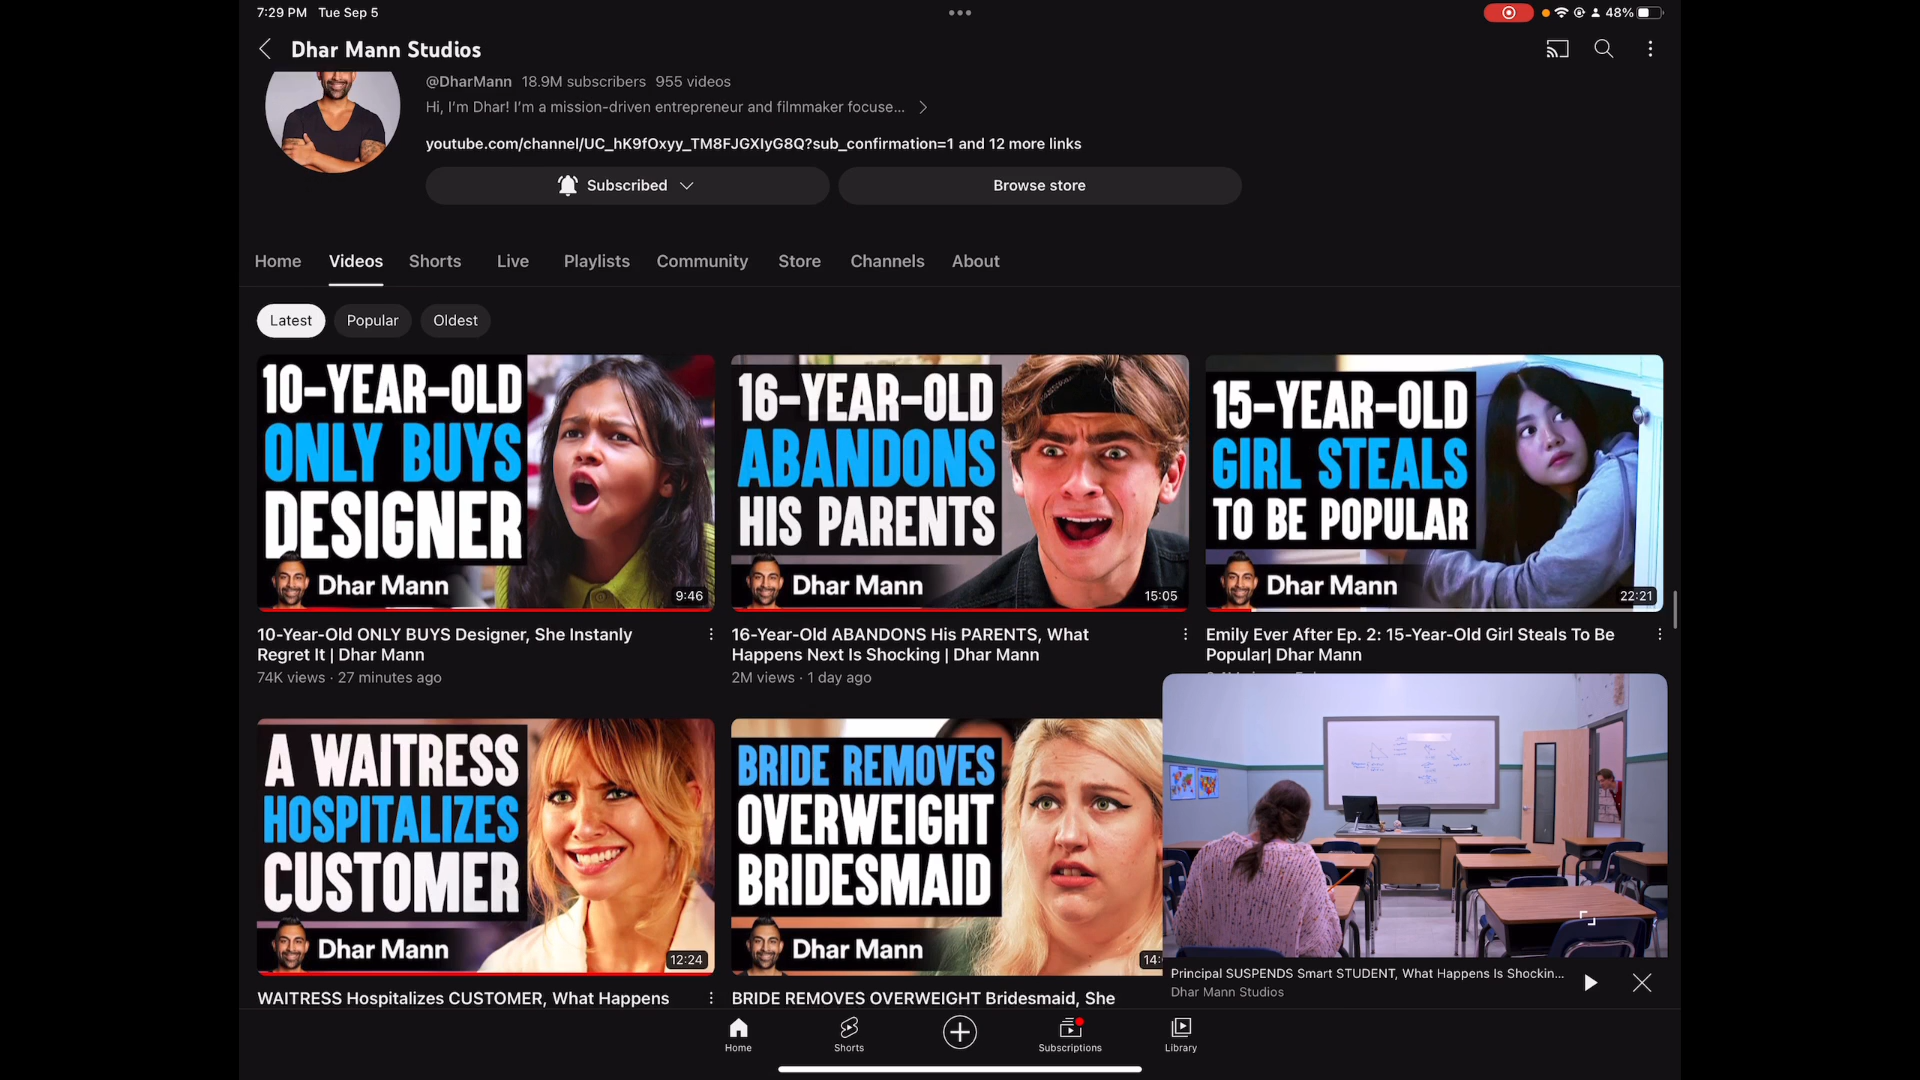 7:29 PM Tue Sep 5
48%
Dhar Mann Studios
@DharMann 18.9M subscribers 955 videos
Hi, I'm Dhar! I'm a mission-driven entrepreneur and filmmaker focuse...
youtube.com/channel/UC_hK9fOxyy_TM8FJGXIyG8Q?sub_confirmation=1 and 12 more links
Subscribed
Browse store
Home Videos Shorts Live Playlists Community Store Channels About
Latest Popular Oldest
10-YEAR-OLD
ONLY BUYS
DESIGNER
Dhar Mann
9:46
10-Year-Old ONLY BUYS Designer, She Instanly
Regret It | Dhar Mann
74K views · 27 minutes ago
16-YEAR-OLD
ABANDONS
HIS PARENTS
Dhar Mann
15:05
16-Year-Old ABANDONS His PARENTS, What
Happens Next Is Shocking | Dhar Mann
2M views · 1 day ago
15-YEAR-OLD
GIRL STEALS
TO BE POPULAR
Dhar Mann
22:21
Emily Ever After Ep. 2: 15-Year-Old Girl Steals To Be
Popular| Dhar Mann
A WAITRESS
HOSPITALIZES
CUSTOMER
Dhar Mann
12:24
WAITRESS Hospitalizes CUSTOMER, What Happens
BRIDE REMOVES
OVERWEIGHT
BRIDESMAID
Dhar Mann
14:
BRIDE REMOVES OVERWEIGHT Bridesmaid, She
Principal SUSPENDS Smart STUDENT, What Happens Is Shockin...
Dhar Mann Studios
Home
Shorts
Subscriptions
Library